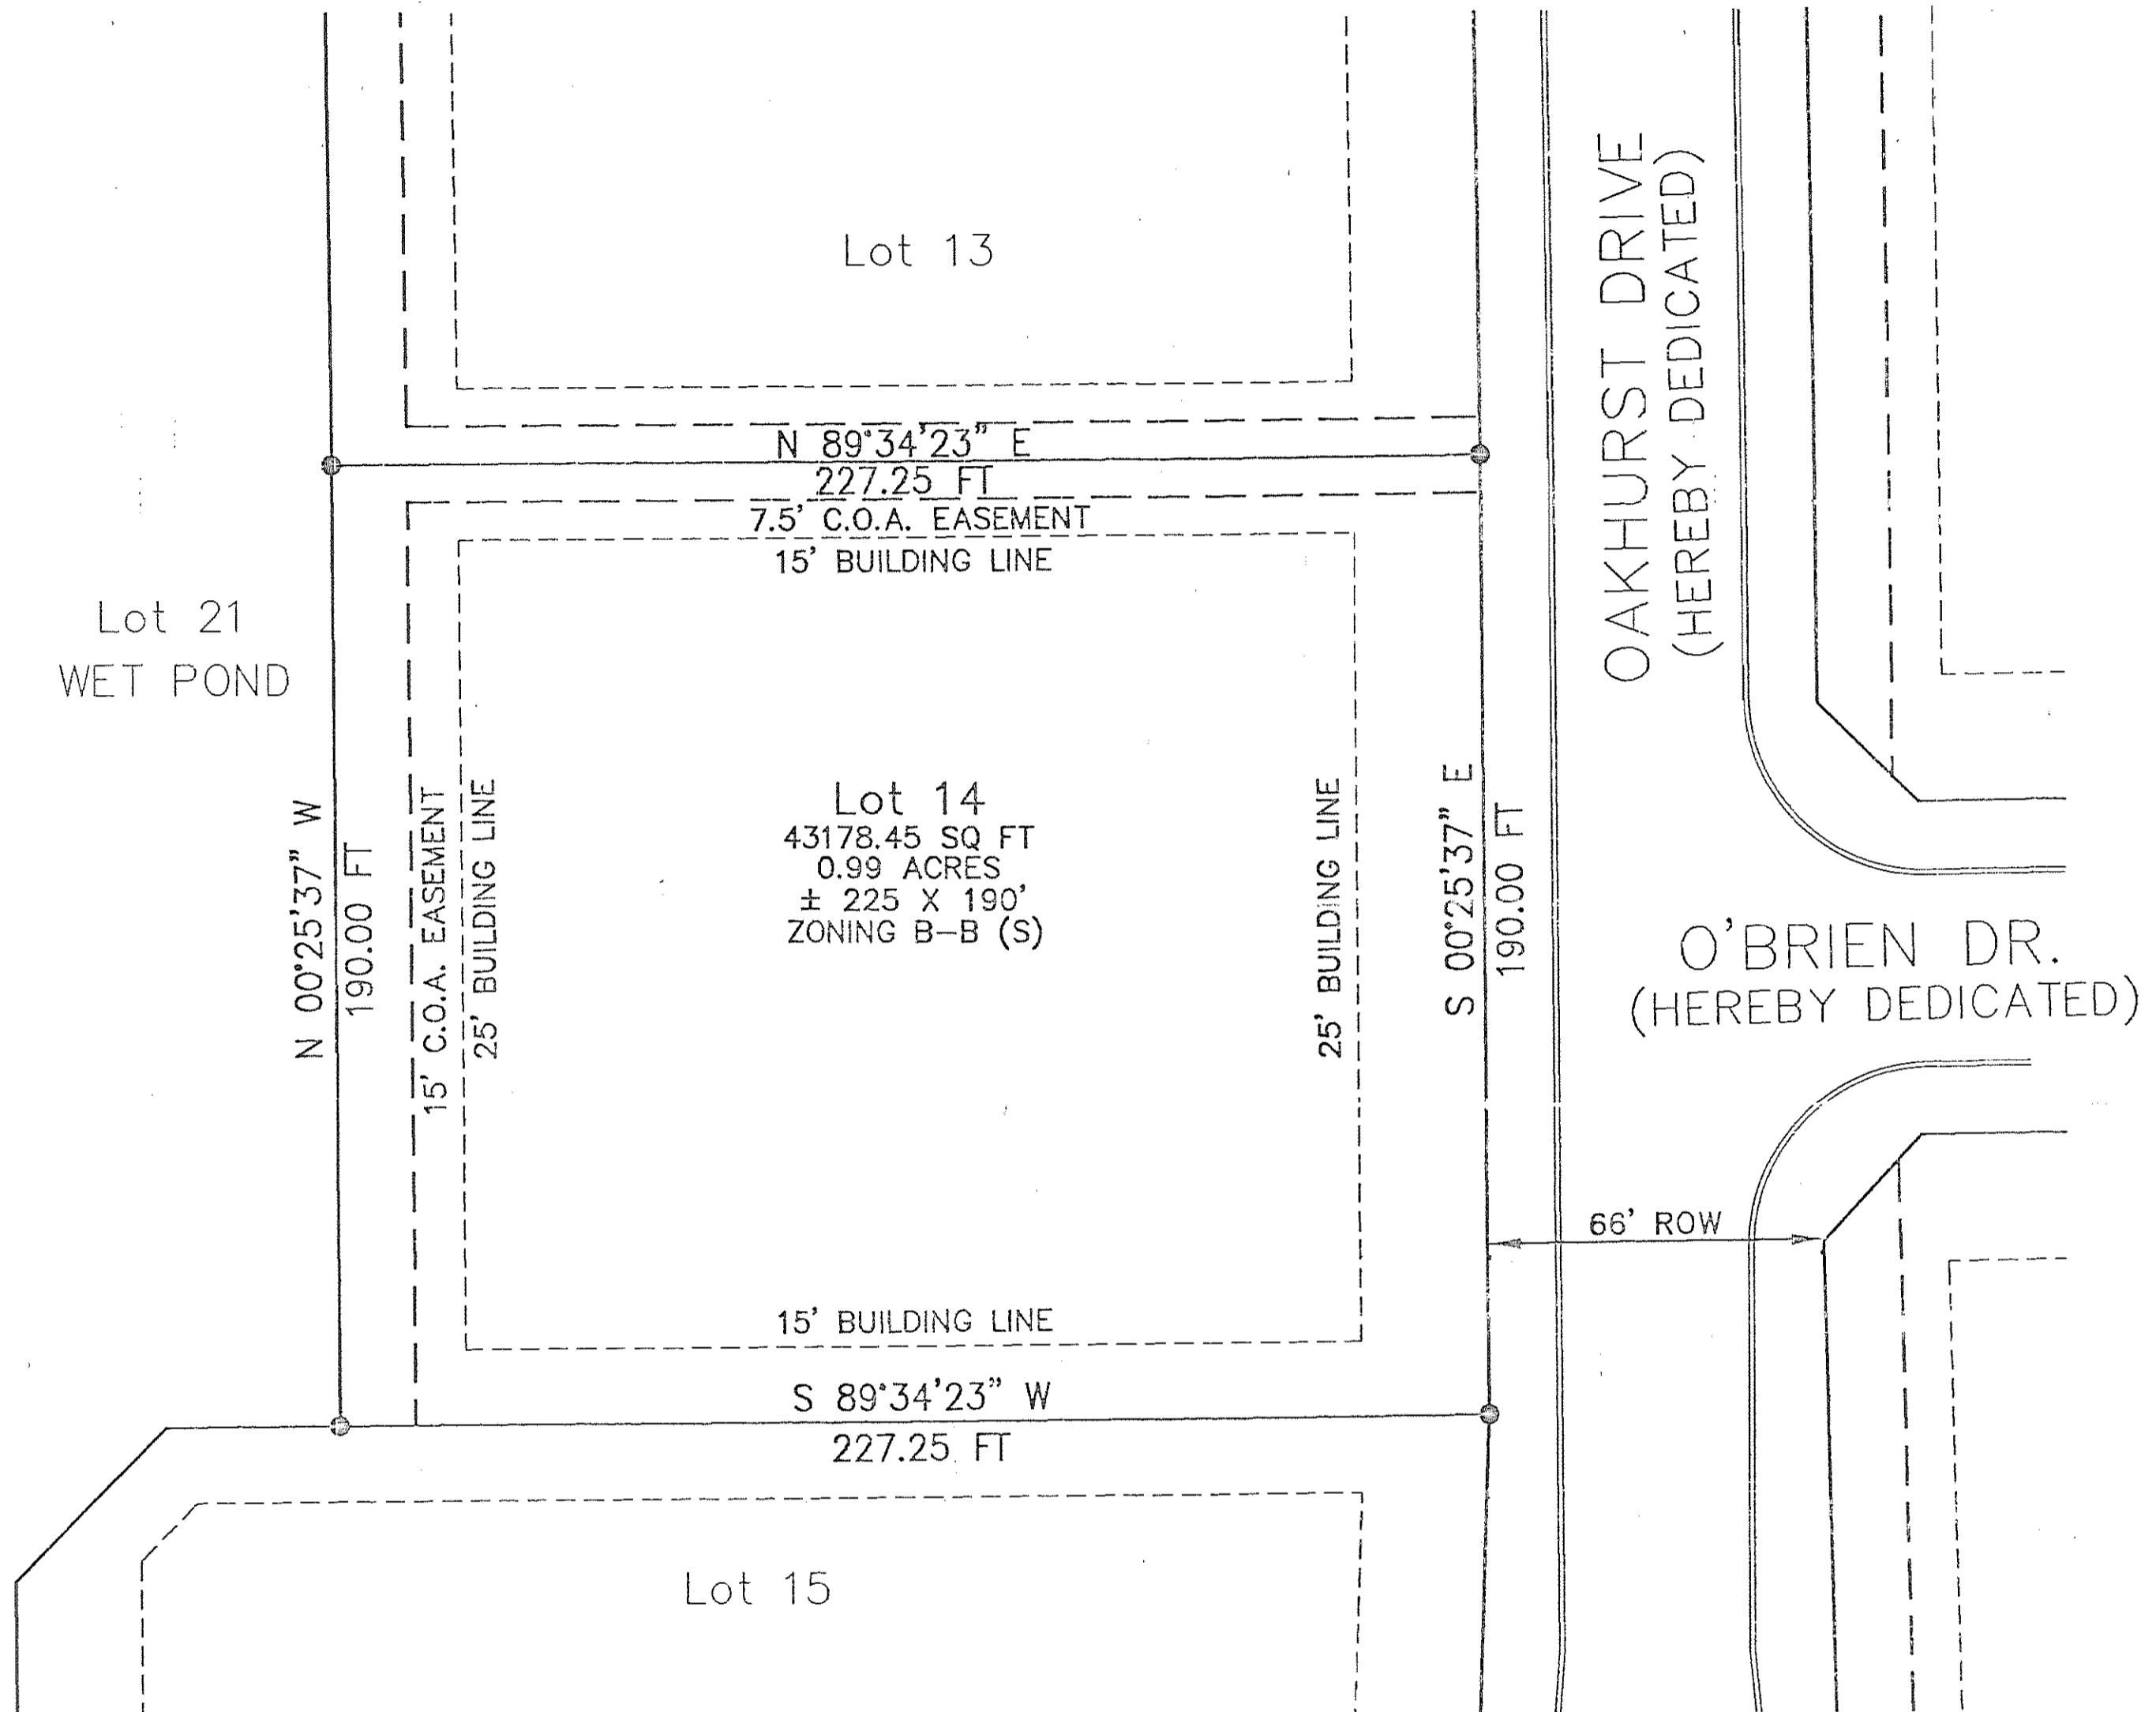 Lot 13
OAKHURST DRIVE
(HEREBY DEDICATED)
N 89°34'23" E
227.25 FT
7.5' C.O.A. EASEMENT
15' BUILDING LINE
Lot 21
WET POND
N 00°25'37" W
190.00 FT
15' C.O.A. EASEMENT
25' BUILDING LINE
Lot 14
43178.45 SQ FT
0.99 ACRES
± 225 X 190'
ZONING B-B (S)
25' BUILDING LINE
S 00°25'37" E
190.00 FT
O'BRIEN DR.
(HEREBY DEDICATED)
66' ROW
15' BUILDING LINE
S 89°34'23" W
227.25 FT
Lot 15